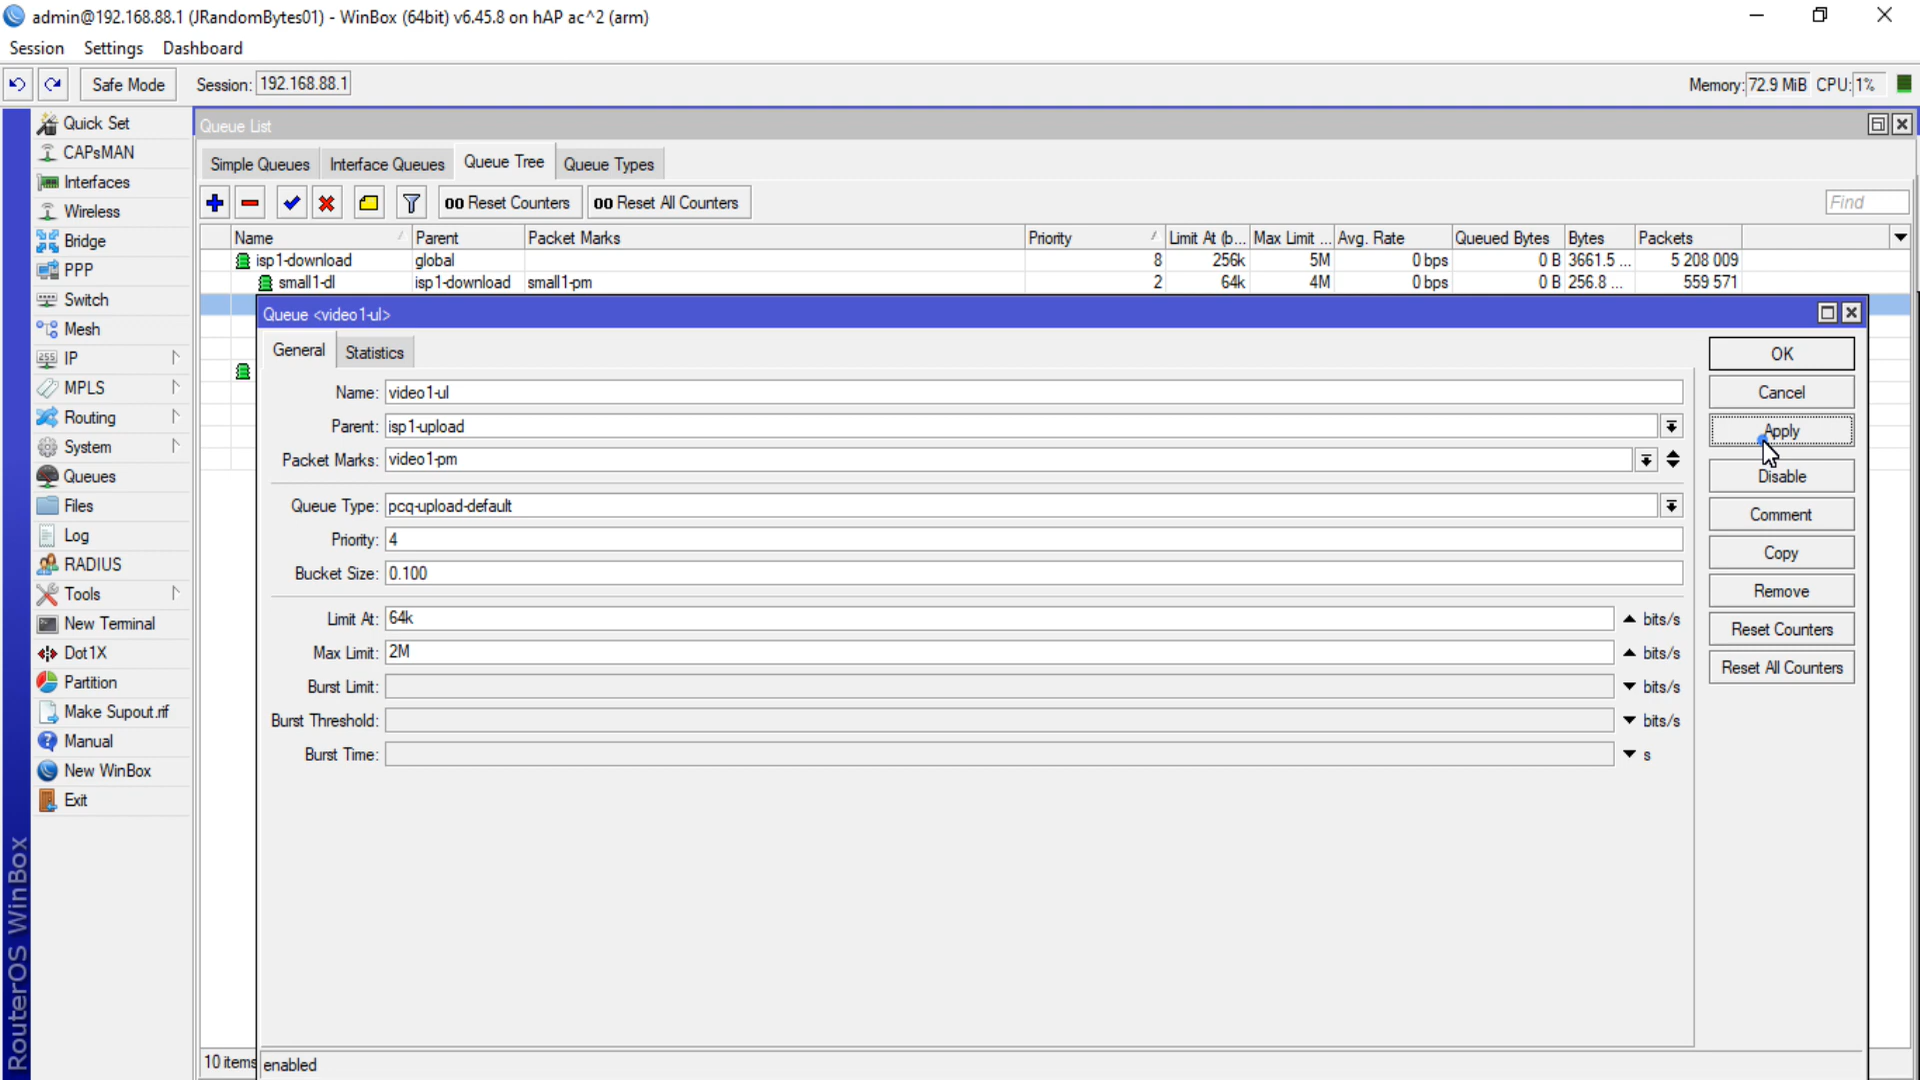 admin@192.168.88.1 (JRandomBytes01) - WinBox (64bit) v6.45.8 on hAP ac^2 (arm)
Session Settings Dashboard
Safe Mode Session: 192.168.88.1 Memory: 72.9 MiB CPU: 1%
Quick Set
CAPsMAN
Interfaces
Wireless
Bridge
PPP
Switch
Mesh
IP
MPLS
Routing
System
Queues
Files
Log
RADIUS
Tools
New Terminal
Dot1X
Partition
Make Supout.rif
Manual
New WinBox
Exit
RouterOS WinBox
Queue List
Simple Queues Interface Queues Queue Tree Queue Types
00 Reset Counters 00 Reset All Counters Find
Name Parent Packet Marks Priority Limit At (b... Max Limit ... Avg. Rate Queued Bytes Bytes Packets
isp1-download global 8 256k 5M 0 bps 0 B 3661.5 ... 5 208 009
small1-dl isp1-download small1-pm 2 64k 4M 0 bps 0 B 256.8 ... 559 571
Queue <video1-ul>
General Statistics
Name: video1-ul
Parent: isp1-upload
Packet Marks: video1-pm
Queue Type: pcq-upload-default
Priority: 4
Bucket Size: 0.100
Limit At: 64k bits/s
Max Limit: 2M bits/s
Burst Limit: bits/s
Burst Threshold: bits/s
Burst Time: s
OK
Cancel
Apply
Disable
Comment
Copy
Remove
Reset Counters
Reset All Counters
10 items
enabled